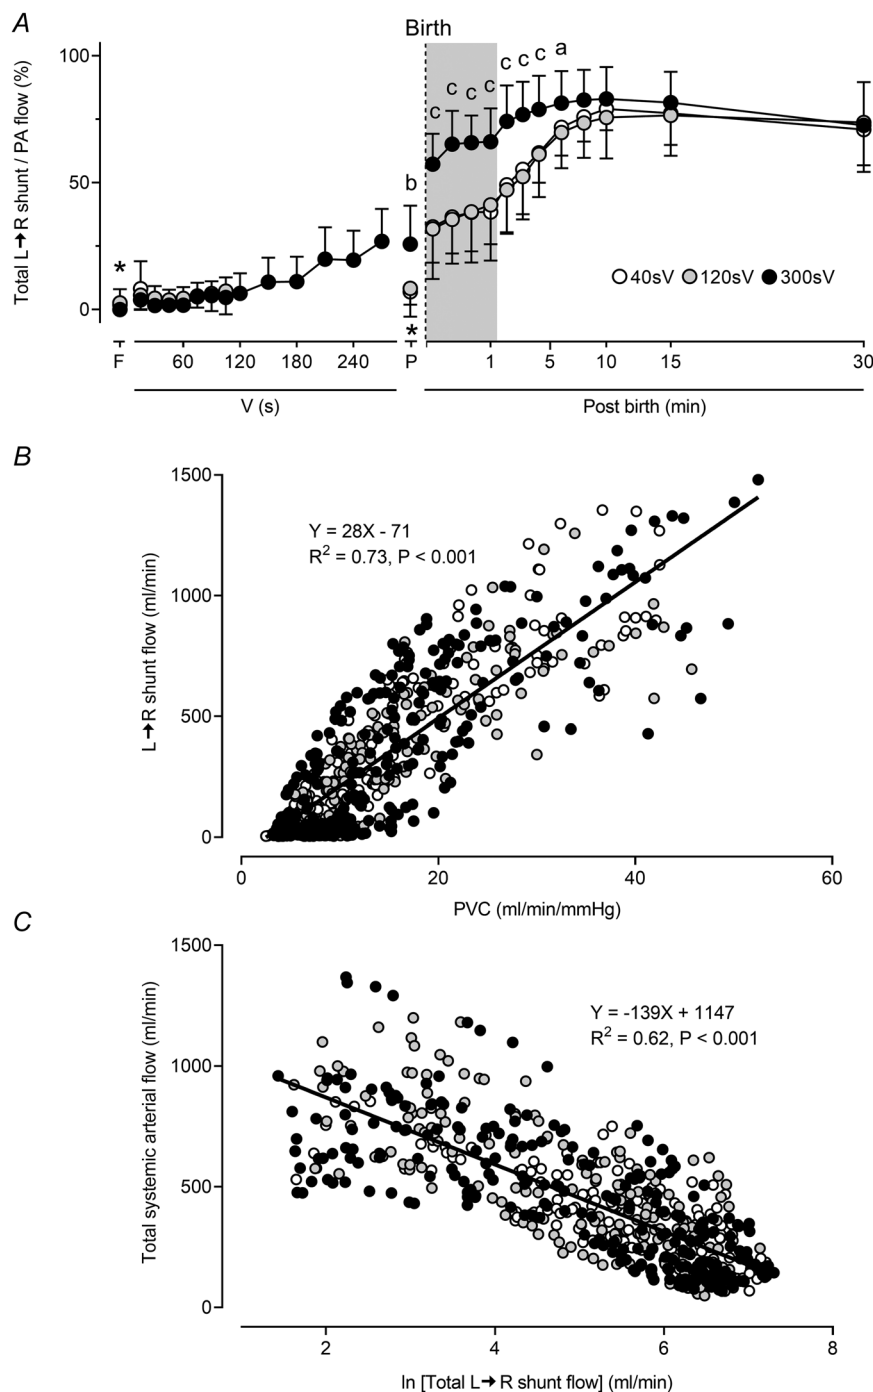 A
Birth
Total L→R shunt / PA flow (%)
100
50
0
c c c c c c c a
b
*
*
40sV 120sV 300sV
F 60 120 180 240 P 1 5 10 15 30
V (s) Post birth (min)
B
L→R shunt flow (ml/min)
1500
1000
500
0
Y = 28X - 71
R² = 0.73, P < 0.001
0 20 40 60
PVC (ml/min/mmHg)
C
Total systemic arterial flow (ml/min)
1500
1000
500
0
Y = -139X + 1147
R² = 0.62, P < 0.001
2 4 6 8
ln [Total L→R shunt flow] (ml/min)